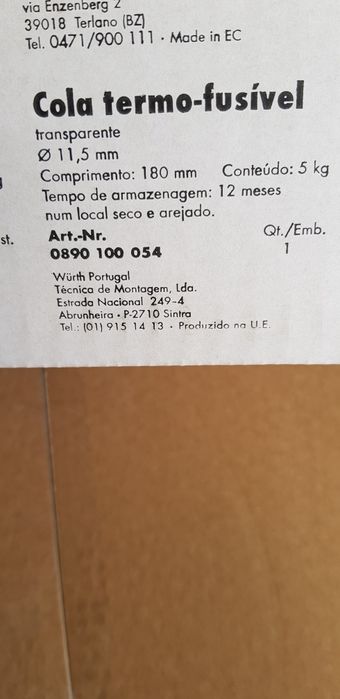 via Enzenberg 2
39018 Terlano (BZ)
Tel. 0471/900 111 · Made in EC
Cola termo-fusível
transparente
Ø 11,5 mm
Comprimento: 180 mm Conteúdo: 5 kg
Tempo de armazenagem: 12 meses
num local seco e arejado.
st. Art.-Nr. Qt./Emb.
0890 100 054 1
Würth Portugal
Técnica de Montagem, Lda.
Estrada Nacional 249-4
Abrunheira • P-2710 Sintra
Tel.: (01) 915 14 13 · Produzido na U.E.